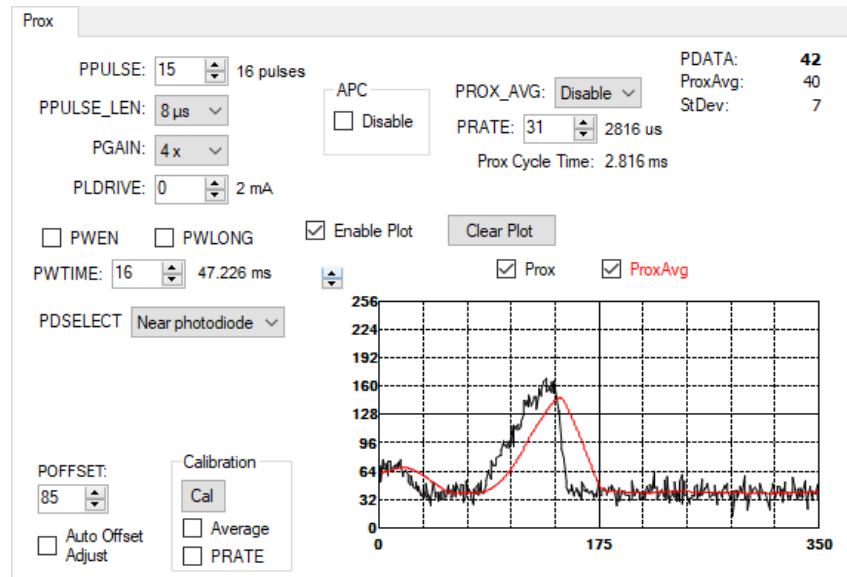 Prox
PPULSE: 15 16 pulses
PPULSE_LEN: 8 µs
PGAIN: 4 x
PLDRIVE: 0 2 mA
APC
Disable
PROX_AVG: Disable
PRATE: 31 2816 us
Prox Cycle Time: 2.816 ms
PDATA: 42
ProxAvg: 40
StDev: 7
PWEN PWLONG
Enable Plot Clear Plot
PWTIME: 16 47.226 ms
Prox ProxAvg
PDSELECT Near photodiode
256
224
192
160
128
96
64
32
0
0 175 350
POFFSET:
85
Auto Offset
Adjust
Calibration
Cal
Average
PRATE